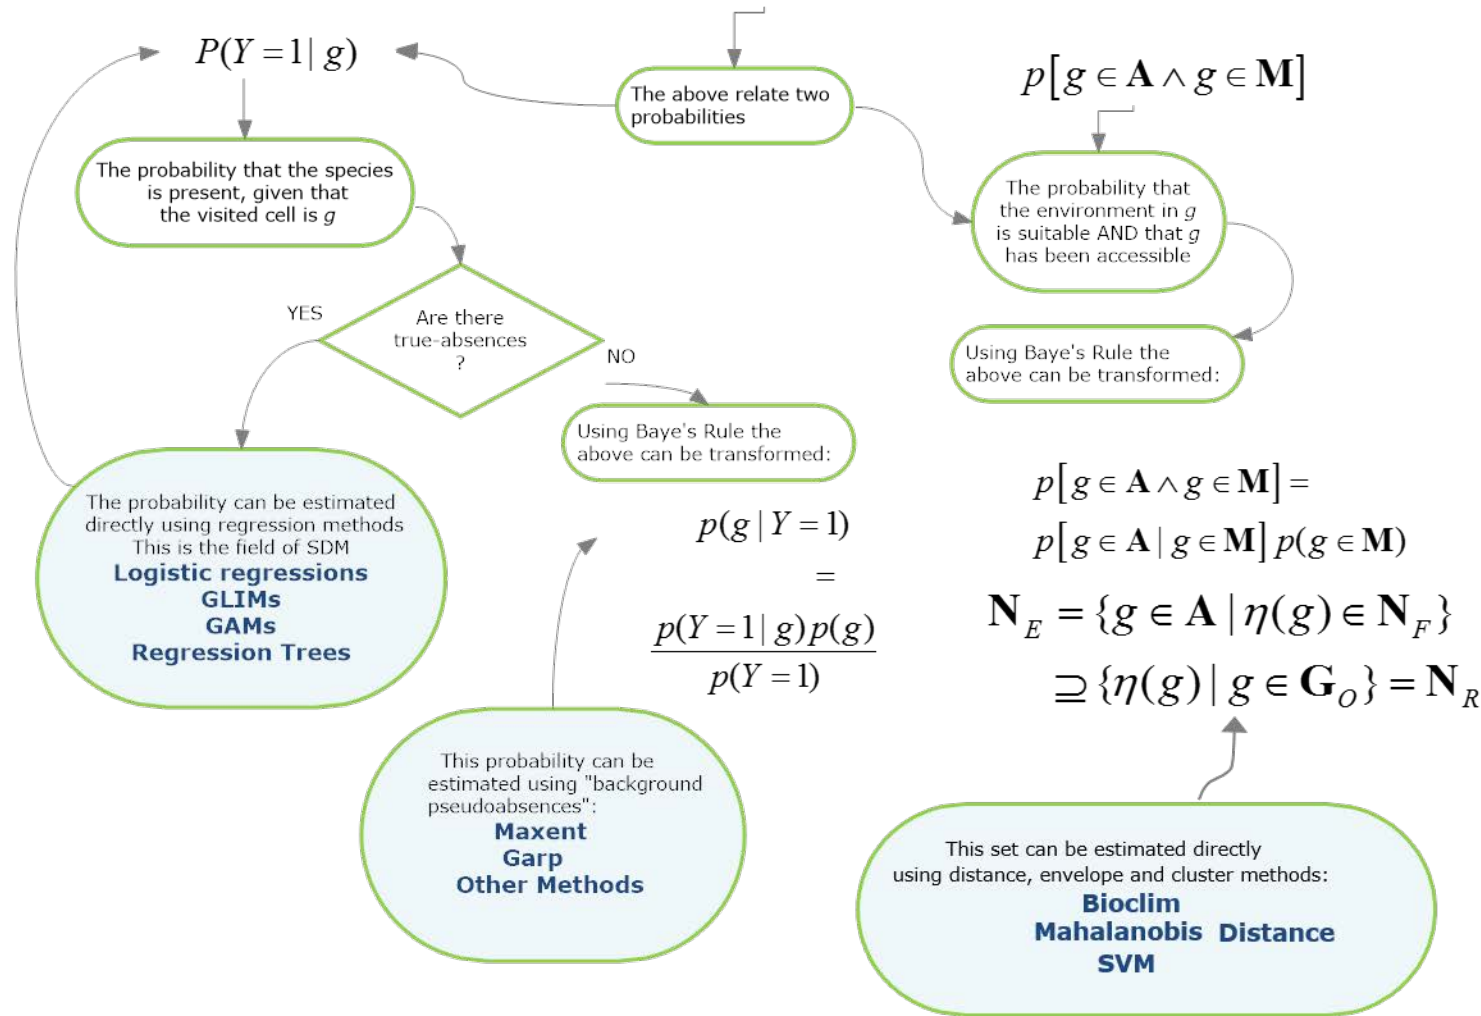 P(Y = 1 | g)
The above relate two
probabilities
p[g ∈ A ∧ g ∈ M]
The probability that the species
is present, given that
the visited cell is g
The probability that
the environment in g
is suitable AND that g
has been accessible
YES
Are there
true-absences
?
NO
Using Baye's Rule the
above can be transformed:
Using Baye's Rule the
above can be transformed:
The probability can be estimated
directly using regression methods
This is the field of SDM
Logistic regressions
GLIMs
GAMs
Regression Trees
p(g | Y = 1)
=
p(Y = 1 | g) p(g)
p(Y = 1)
p[g ∈ A ∧ g ∈ M] =
p[g ∈ A | g ∈ M] p(g ∈ M)
N_E = {g ∈ A | η(g) ∈ N_F}
⊇ {η(g) | g ∈ G_O} = N_R
This probability can be
estimated using "background
pseudoabsences":
Maxent
Garp
Other Methods
This set can be estimated directly
using distance, envelope and cluster methods:
Bioclim
Mahalanobis Distance
SVM